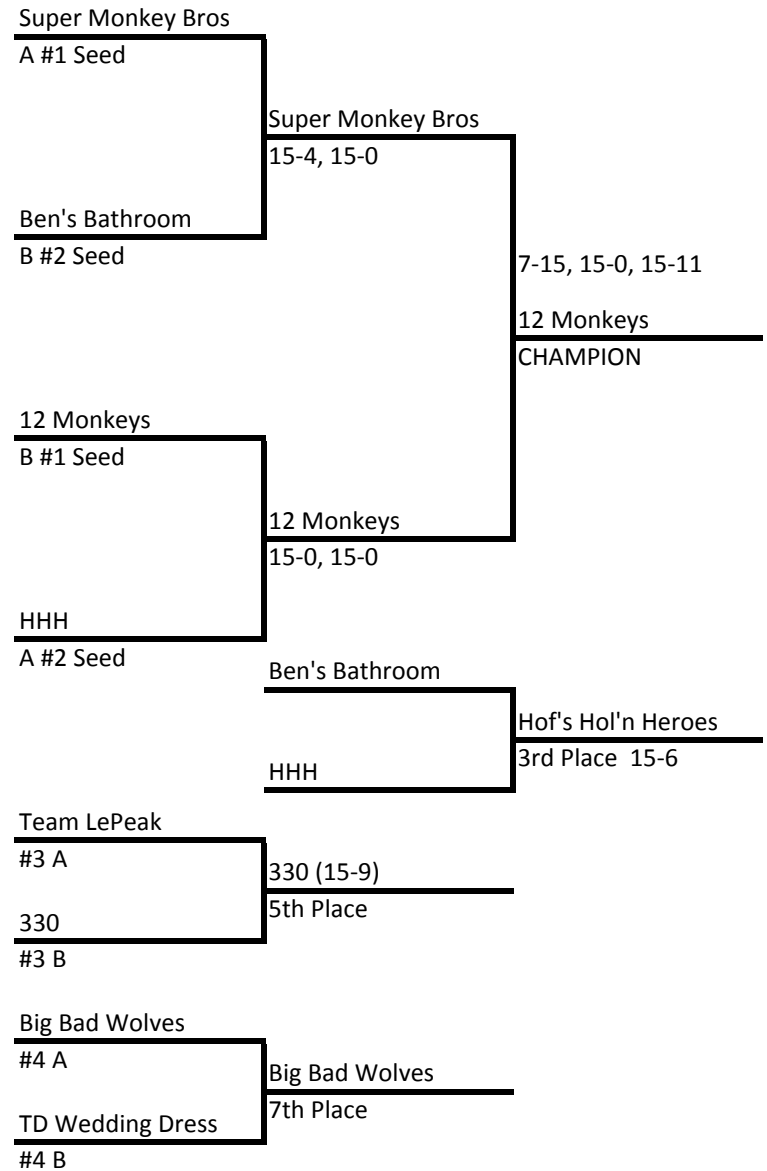 Super Monkey Bros
A #1 Seed
Super Monkey Bros
15-4, 15-0
Ben's Bathroom
B #2 Seed
7-15, 15-0, 15-11
12 Monkeys
CHAMPION
12 Monkeys
B #1 Seed
12 Monkeys
15-0, 15-0
HHH
A #2 Seed
Ben's Bathroom
Hof's Hol'n Heroes
3rd Place  15-6
HHH
Team LePeak
#3 A
330 (15-9)
5th Place
330
#3 B
Big Bad Wolves
#4 A
Big Bad Wolves
7th Place
TD Wedding Dress
#4 B